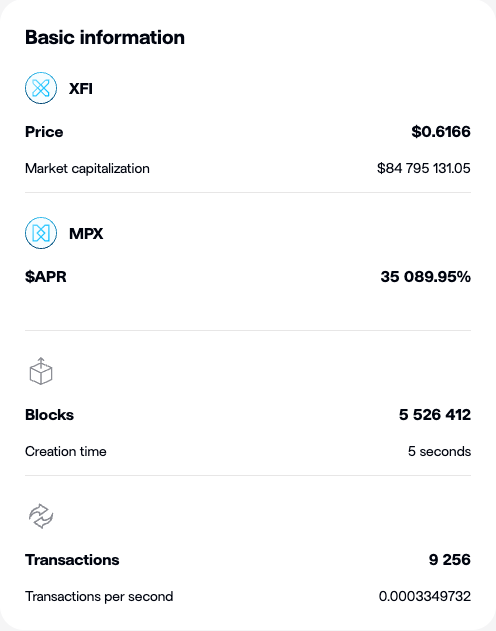 Basic information
XFI
Price $0.6166
Market capitalization $84 795 131.05
MPX
$APR 35 089.95%
Blocks 5 526 412
Creation time 5 seconds
Transactions 9 256
Transactions per second 0.0003349732